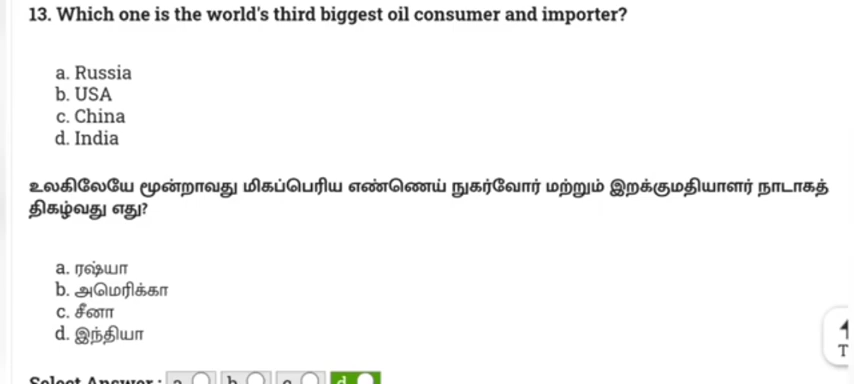 13. Which one is the world's third biggest oil consumer and importer?
a. Russia
b. USA
c. China
d. India
உலகிலேயே மூன்றாவது மிகப்பெரிய எண்ணெய் நுகர்வோர் மற்றும் இறக்குமதியாளர் நாடாகத்
திகழ்வது எது?
a. ரஷ்யா
b. அமெரிக்கா
c. சீனா
d. இந்தியா
T
Select Answer : a b c d